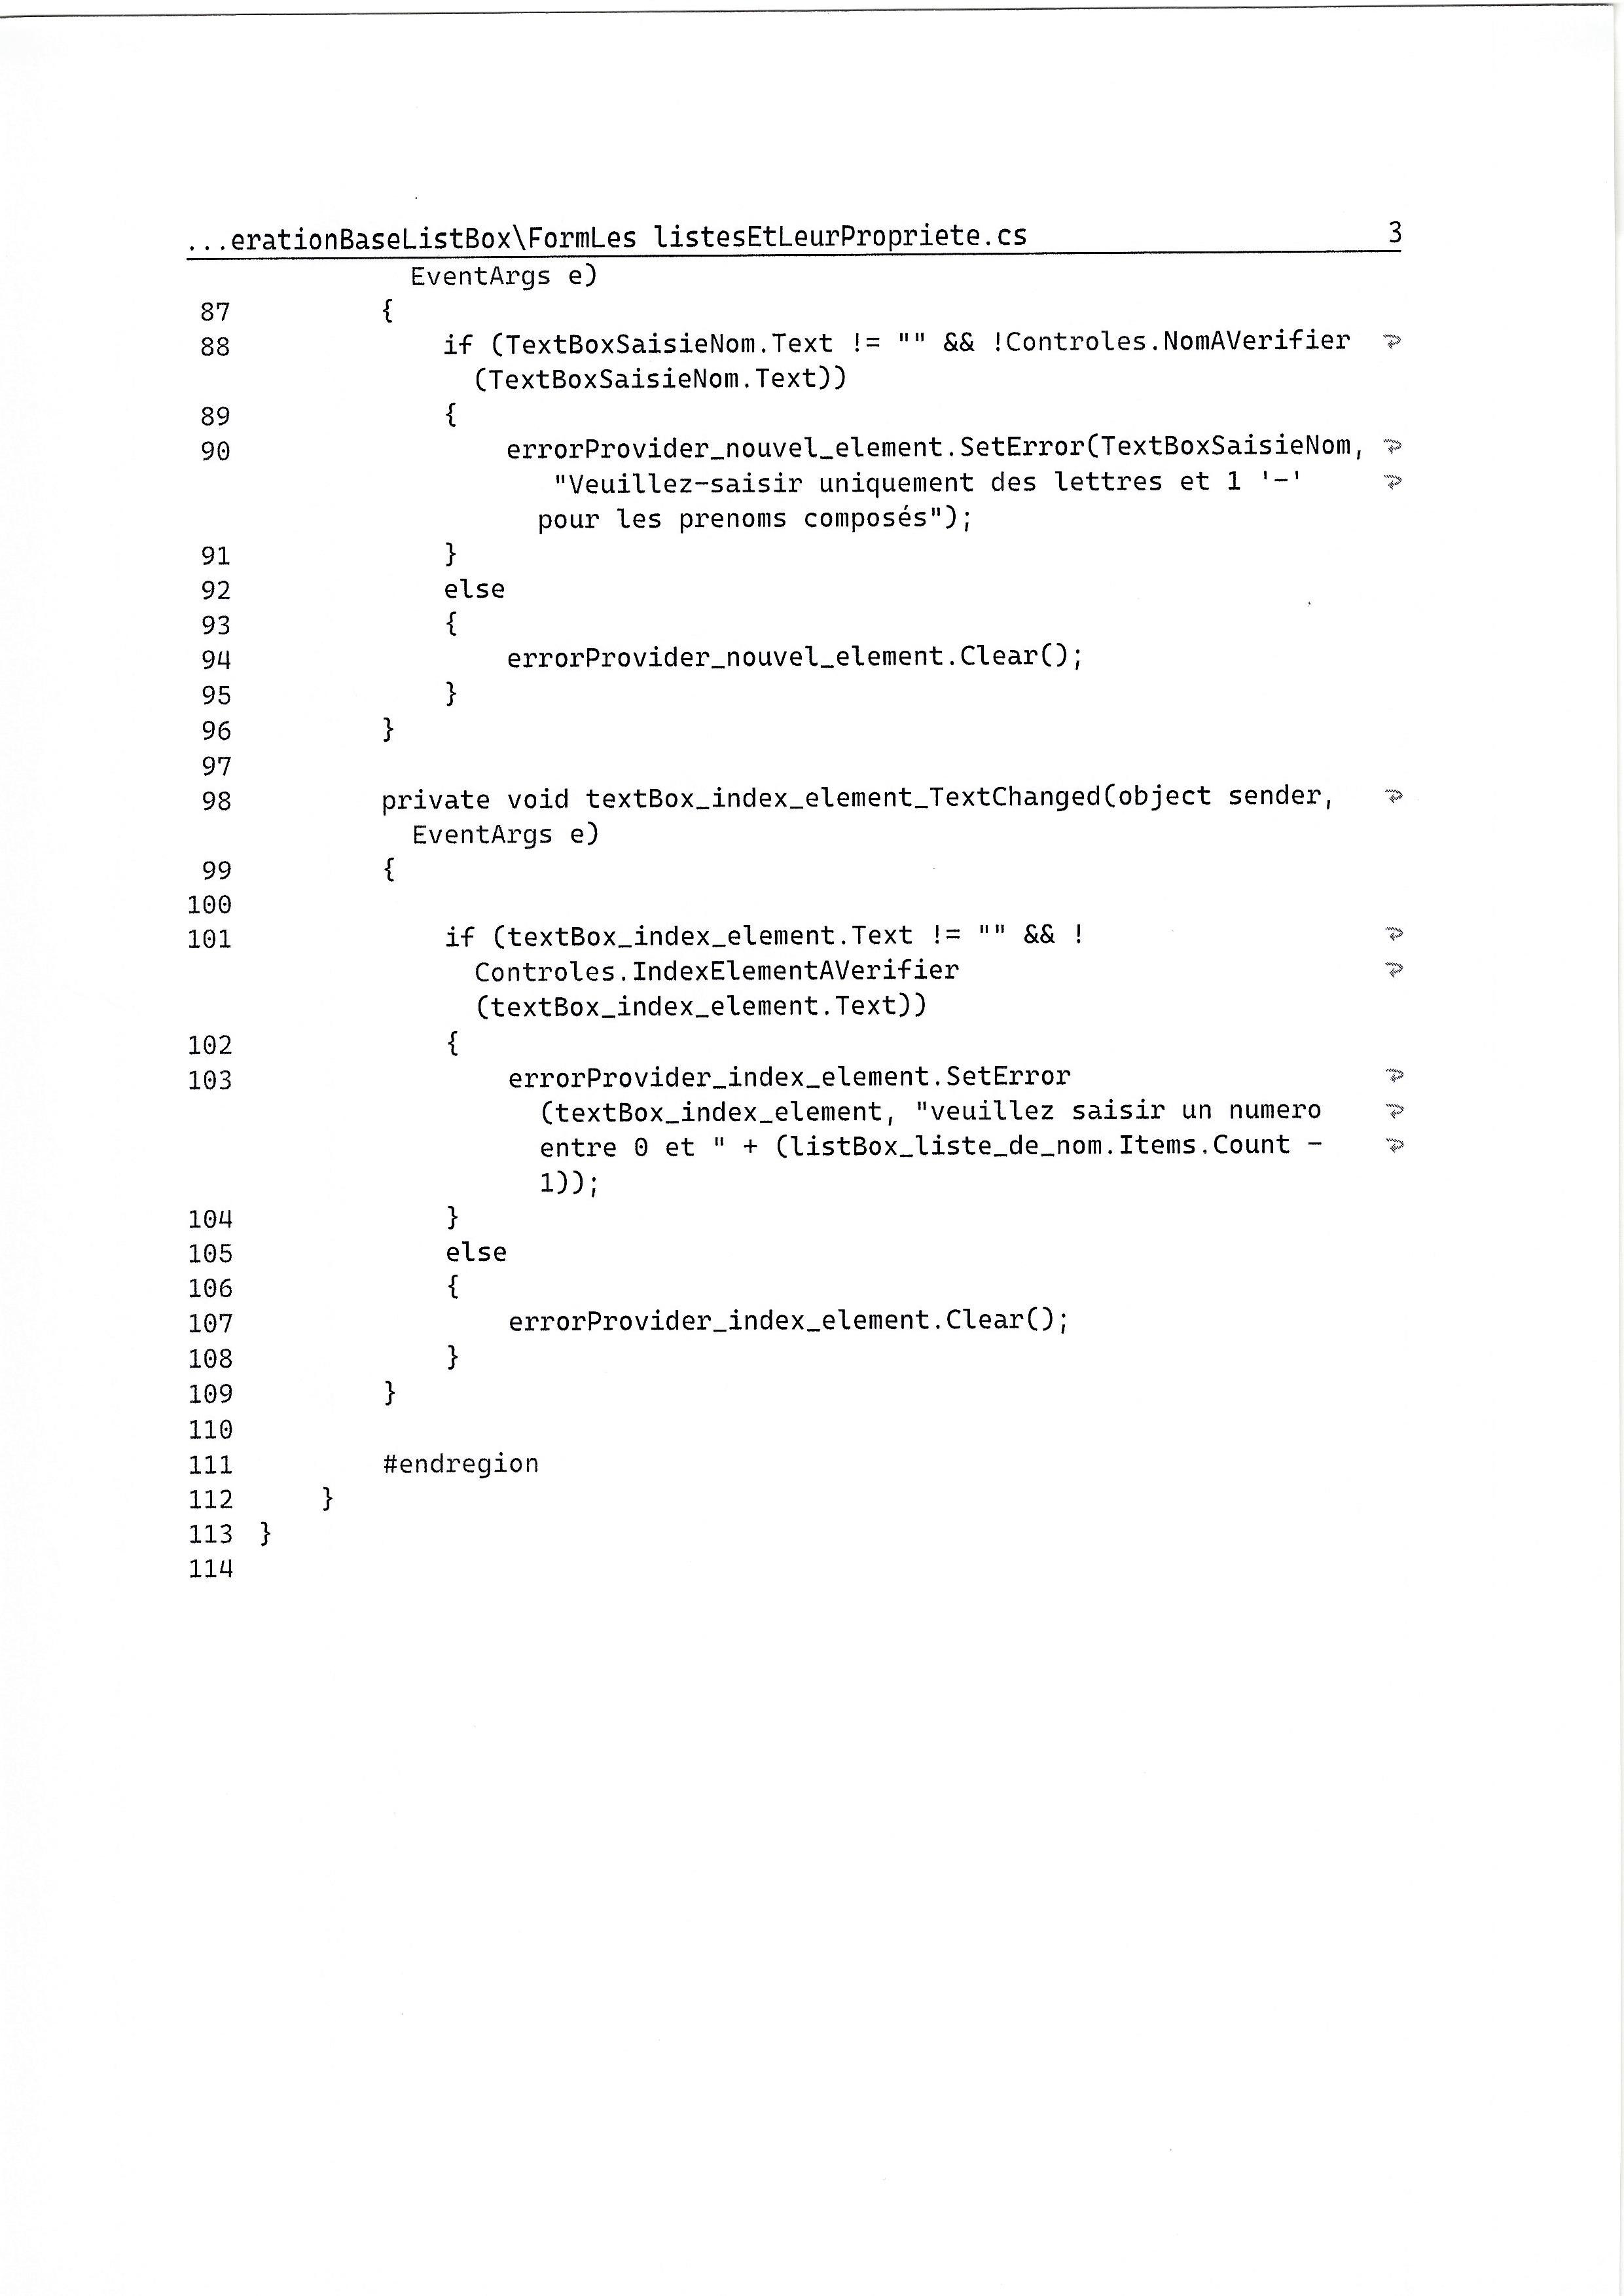 ...erationBaseListBox\FormLes listesEtLeurPropriete.cs 3
EventArgs e)
87 {
88 if (TextBoxSaisieNom.Text != "" && !Controles.NomAVerifier
(TextBoxSaisieNom.Text))
89 {
90 errorProvider_nouvel_element.SetError(TextBoxSaisieNom,
"Veuillez-saisir uniquement des lettres et 1 '-'
pour les prenoms composés");
91 }
92 else
93 {
94 errorProvider_nouvel_element.Clear();
95 }
96 }
97
98 private void textBox_index_element_TextChanged(object sender,
EventArgs e)
99 {
100
101 if (textBox_index_element.Text != "" && !
Controles.IndexElementAVerifier
(textBox_index_element.Text))
102 {
103 errorProvider_index_element.SetError
(textBox_index_element, "veuillez saisir un numero
entre 0 et " + (listBox_liste_de_nom.Items.Count -
1));
104 }
105 else
106 {
107 errorProvider_index_element.Clear();
108 }
109 }
110
111 #endregion
112 }
113 }
114